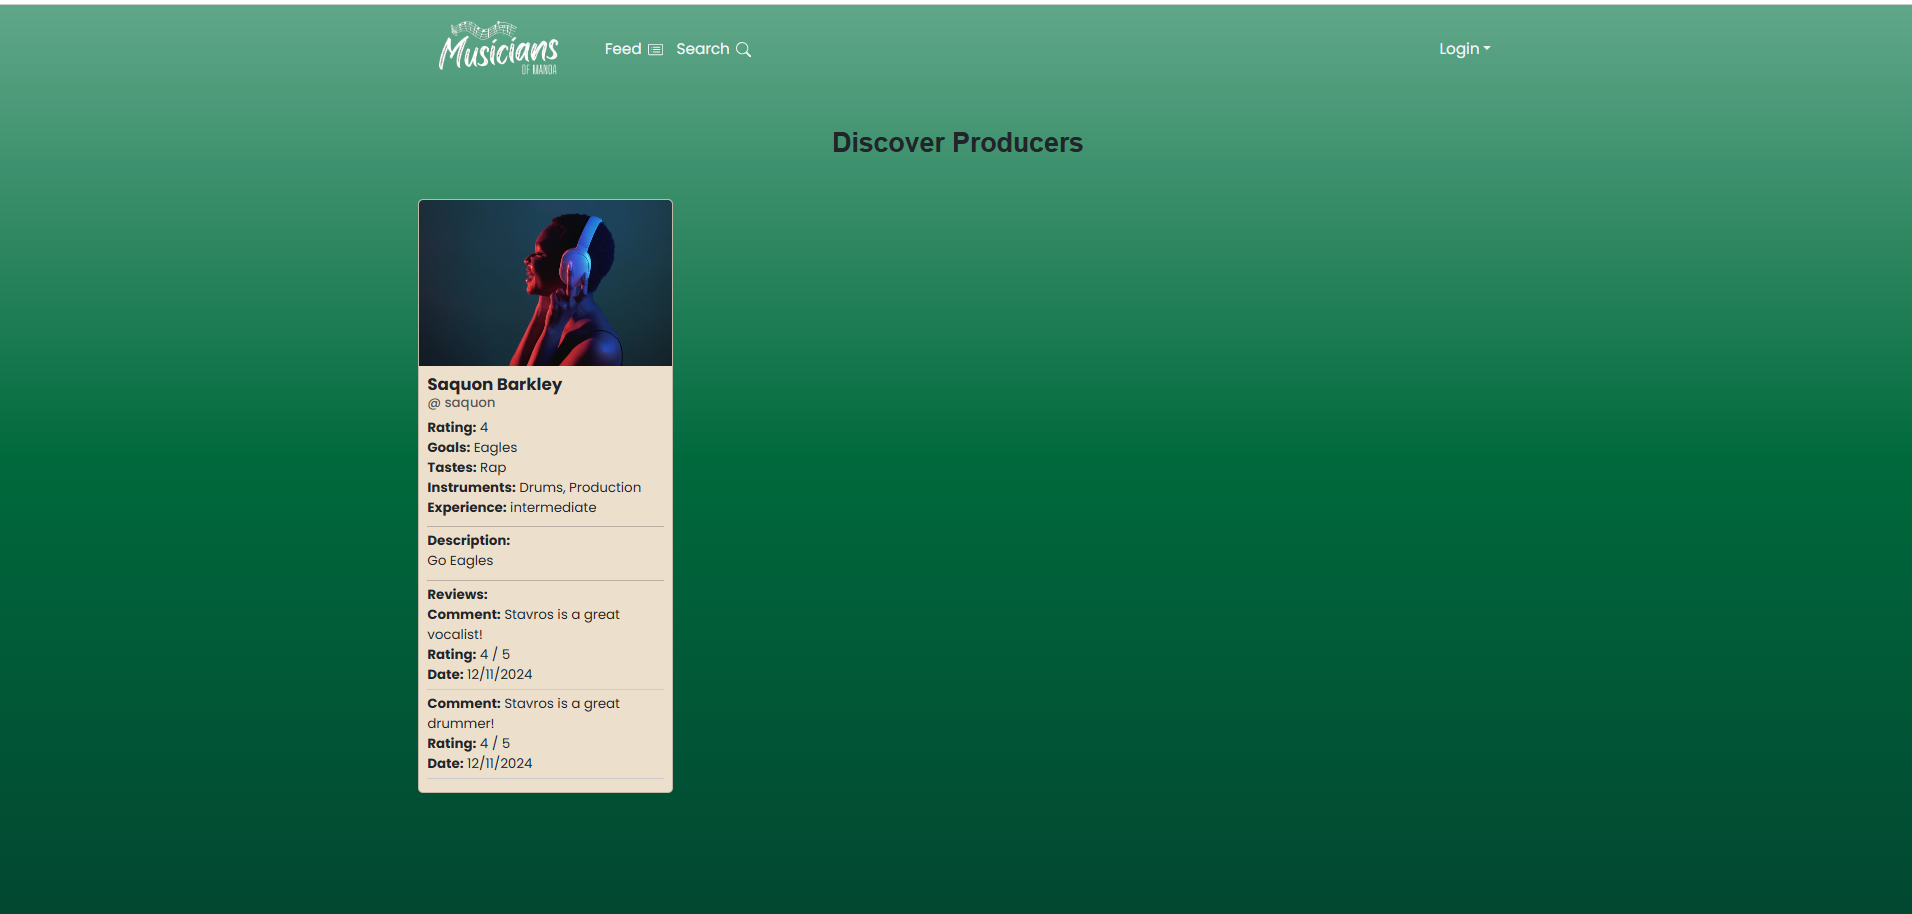 Musicians
OF MANOA
Feed Search
Login
Discover Producers
Saquon Barkley
@ saquon
Rating: 4
Goals: Eagles
Tastes: Rap
Instruments: Drums, Production
Experience: intermediate
Description:
Go Eagles
Reviews:
Comment: Stavros is a great
vocalist!
Rating: 4 / 5
Date: 12/11/2024
Comment: Stavros is a great
drummer!
Rating: 4 / 5
Date: 12/11/2024